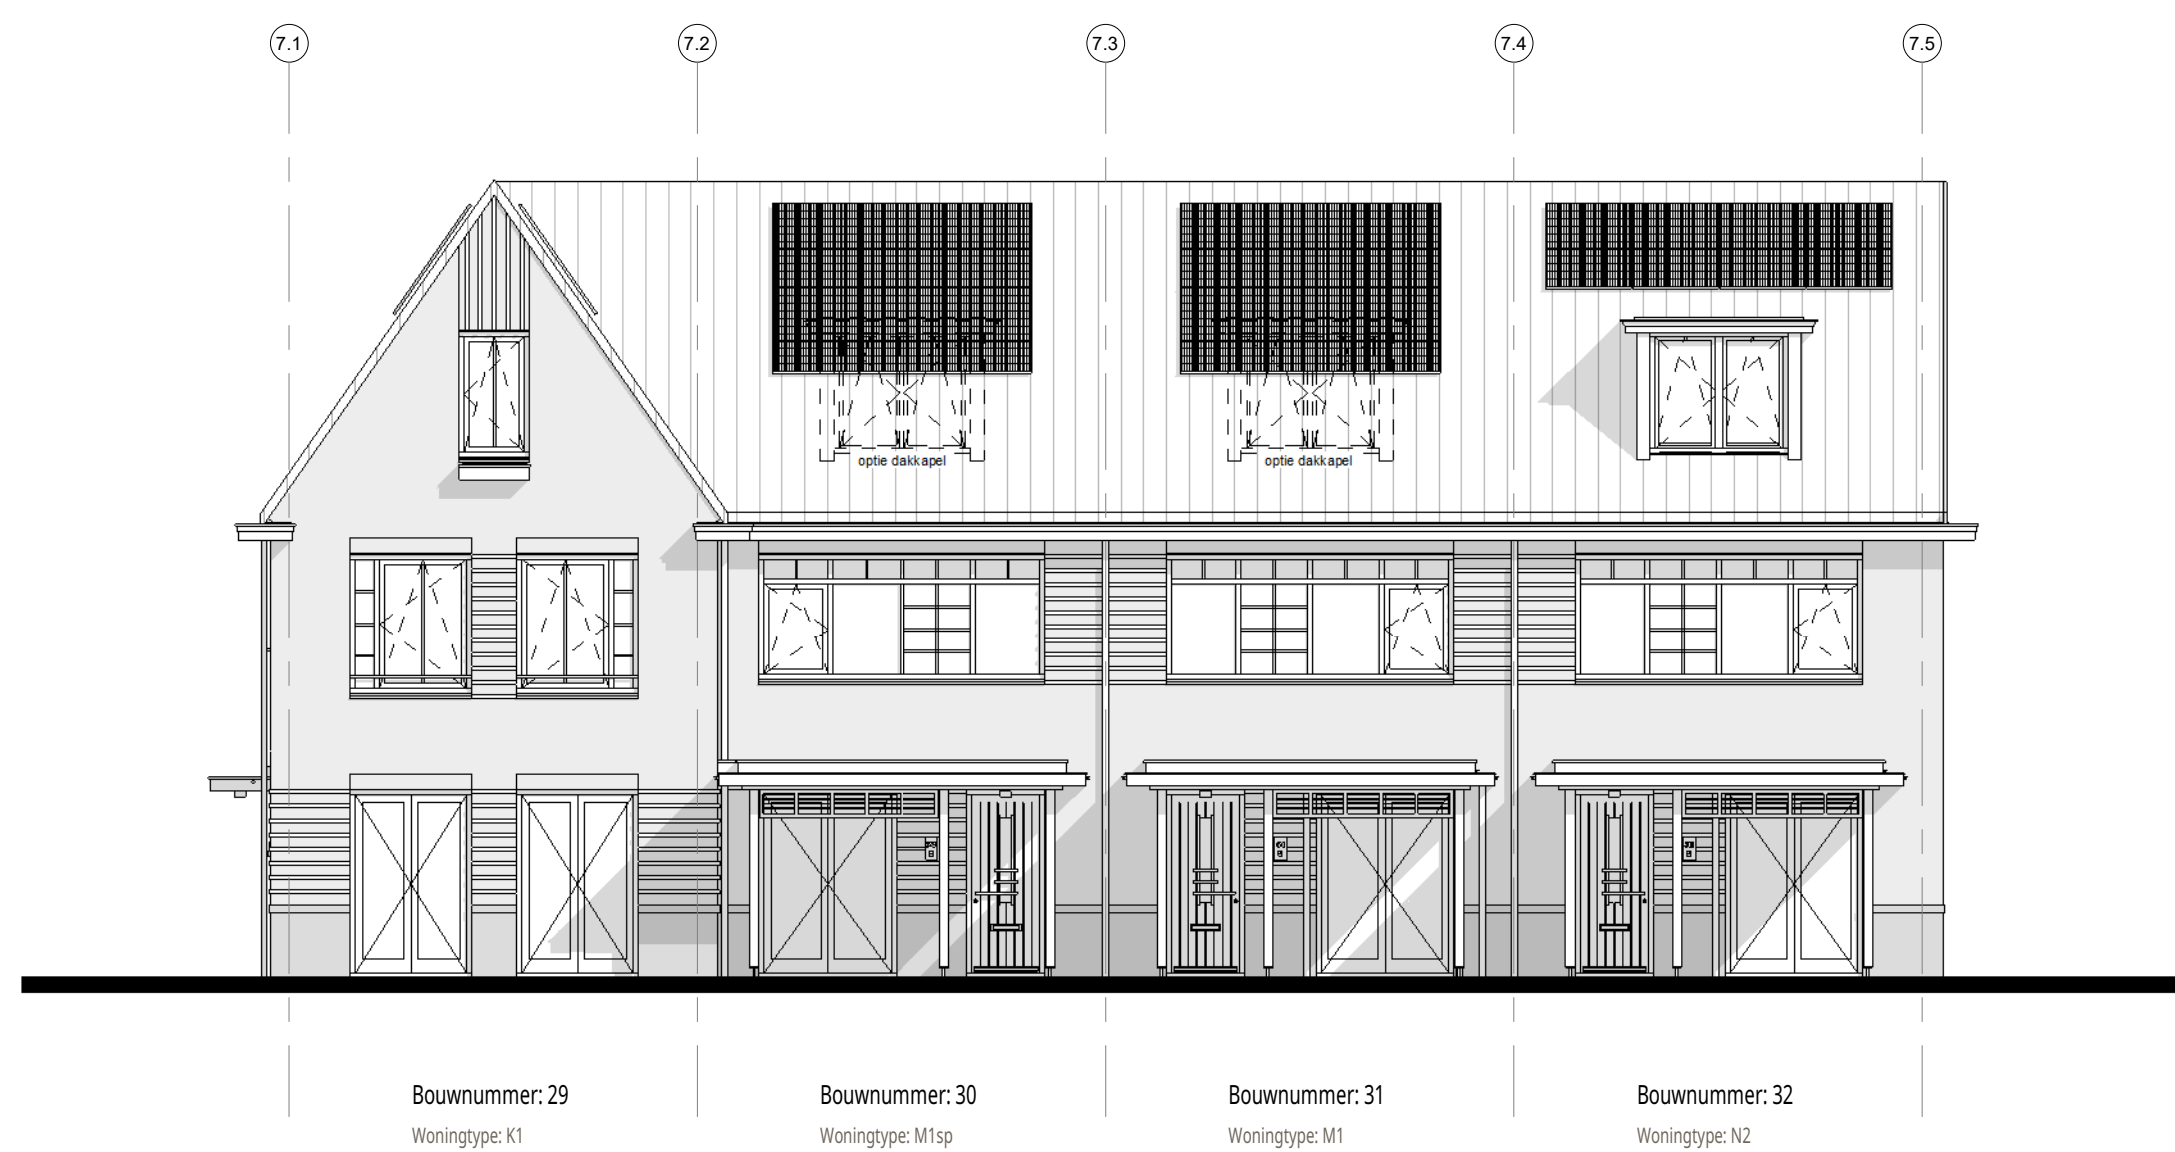 7.1
7.2
7.3
7.4
7.5
optie dakkapel
optie dakkapel
Bouwnummer: 29
Bouwnummer: 30
Bouwnummer: 31
Bouwnummer: 32
Woningtype: K1
Woningtype: M1sp
Woningtype: M1
Woningtype: N2